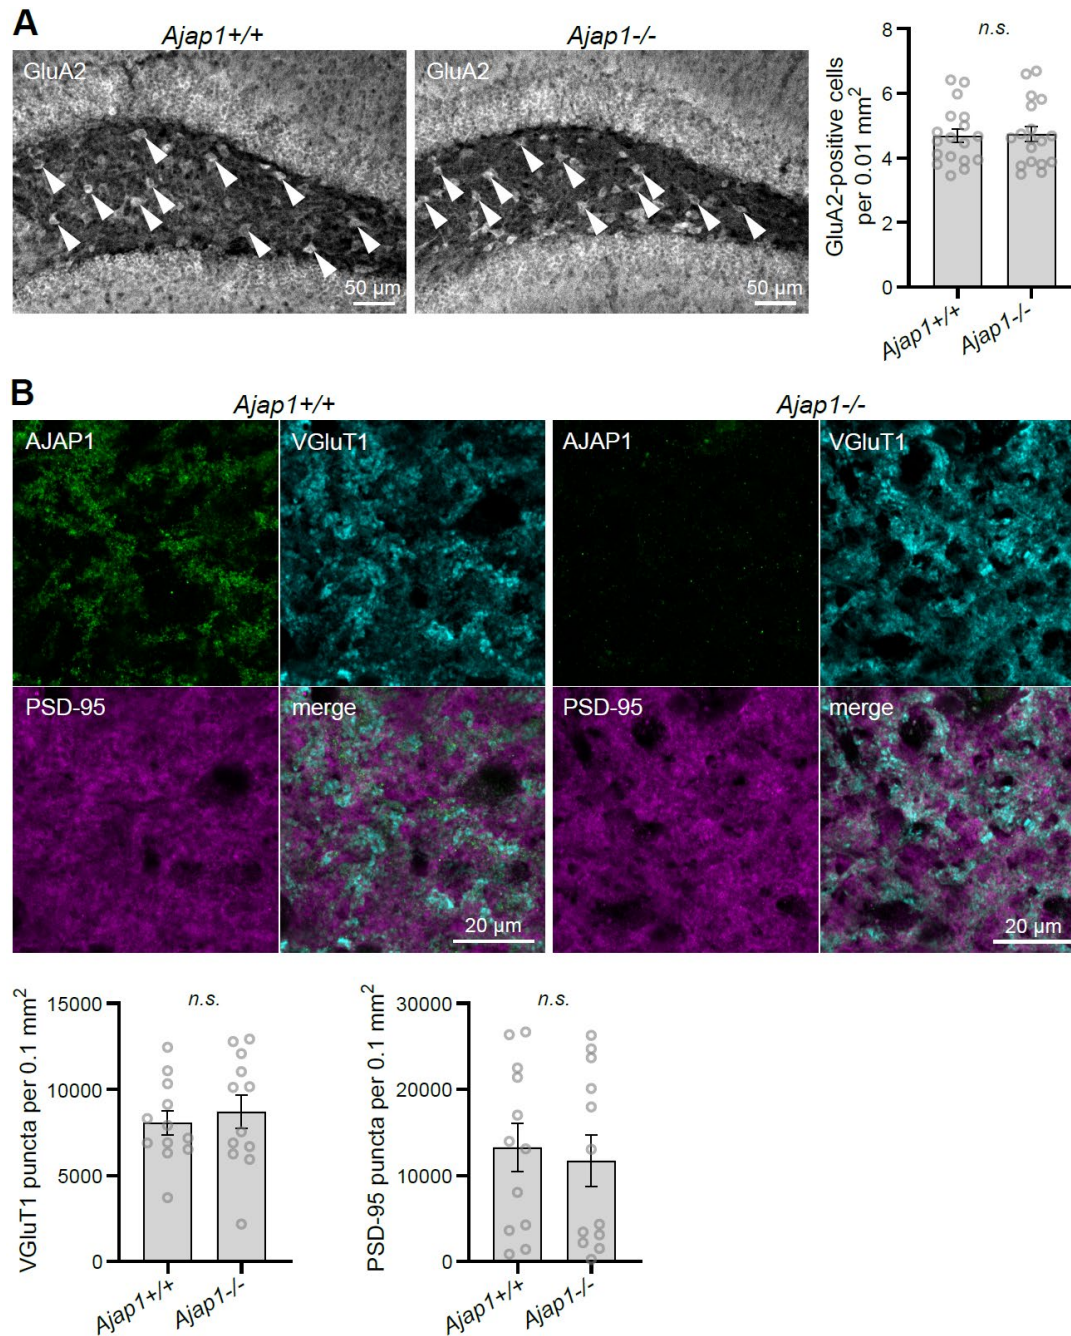 A
Ajap1+/+
Ajap1-/-
GluA2
GluA2
50 µm
50 µm
GluA2-positive cells
per 0.01 mm²
8
6
4
2
0
n.s.
Ajap1+/+
Ajap1-/-
B
Ajap1+/+
Ajap1-/-
AJAP1
VGluT1
AJAP1
VGluT1
PSD-95
merge
PSD-95
merge
20 µm
20 µm
VGluT1 puncta per 0.1 mm²
15000
10000
5000
0
n.s.
Ajap1+/+
Ajap1-/-
PSD-95 puncta per 0.1 mm²
30000
20000
10000
0
n.s.
Ajap1+/+
Ajap1-/-